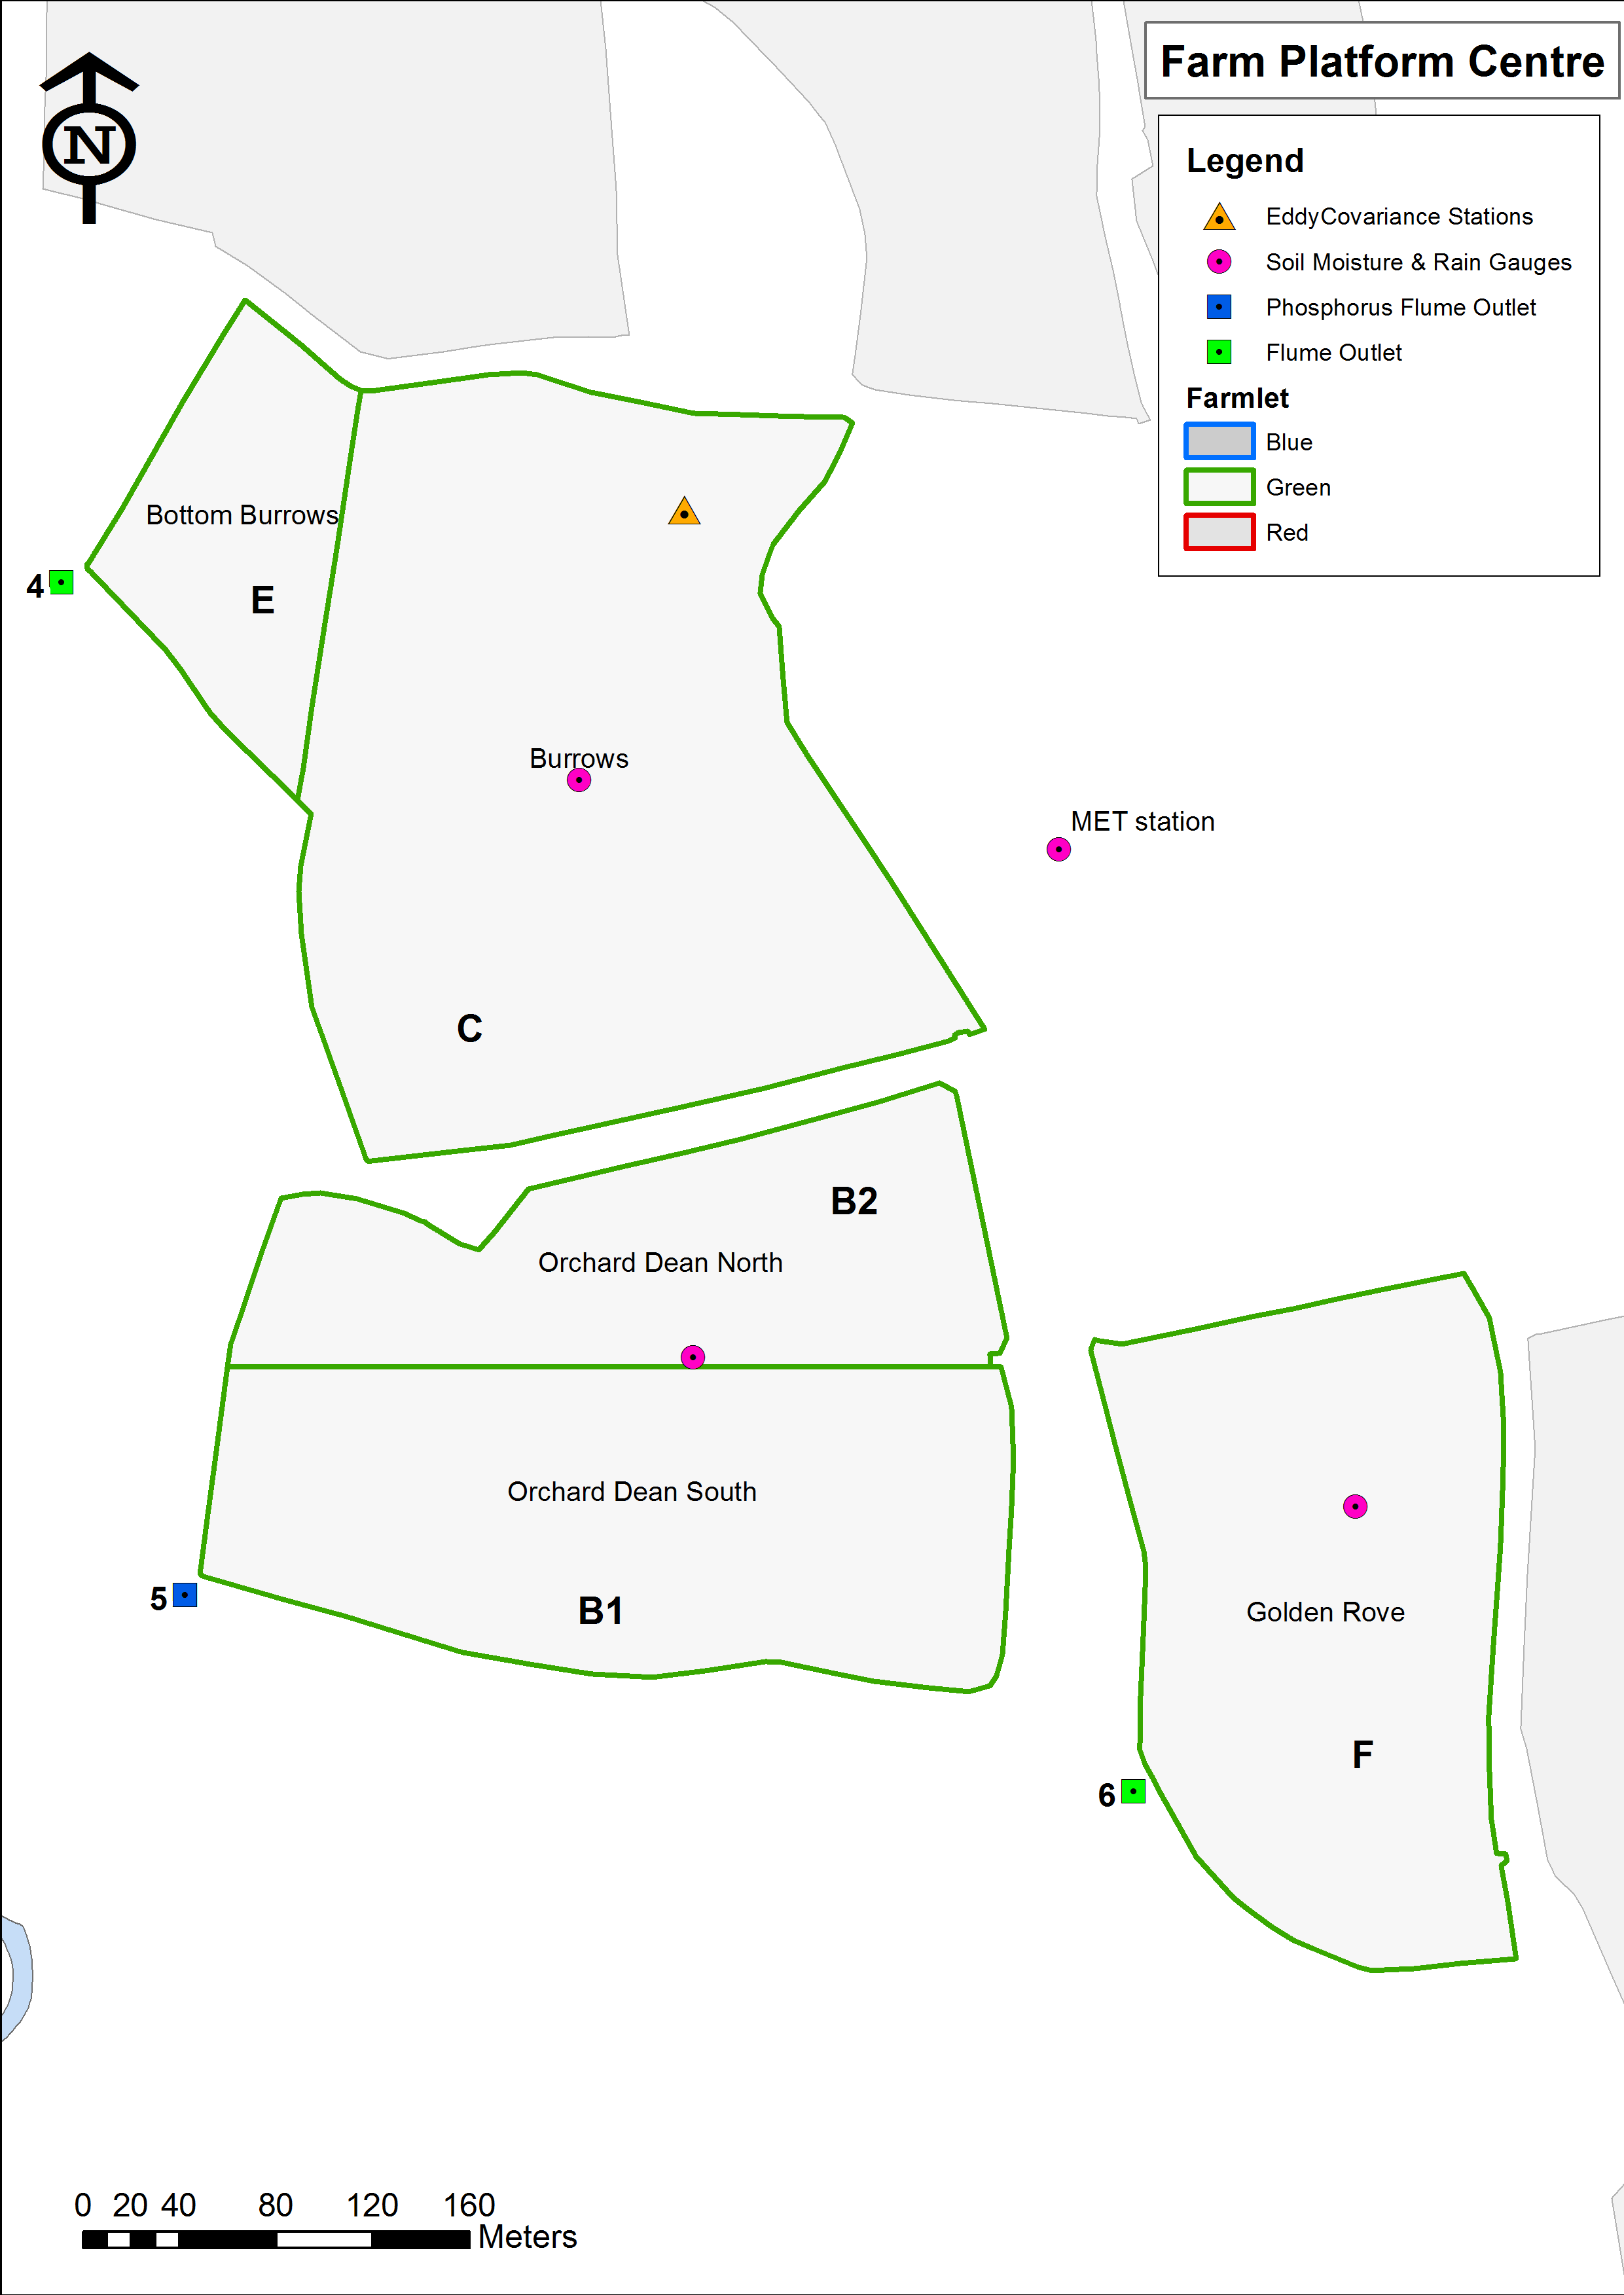 Farm Platform Centre
N
Legend
EddyCovariance Stations
Soil Moisture & Rain Gauges
Phosphorus Flume Outlet
Flume Outlet
Farmlet
Blue
Green
Red
Bottom Burrows
4
E
Burrows
MET station
C
B2
Orchard Dean North
Orchard Dean South
5
B1
Golden Rove
F
6
0 20 40 80 120 160
Meters